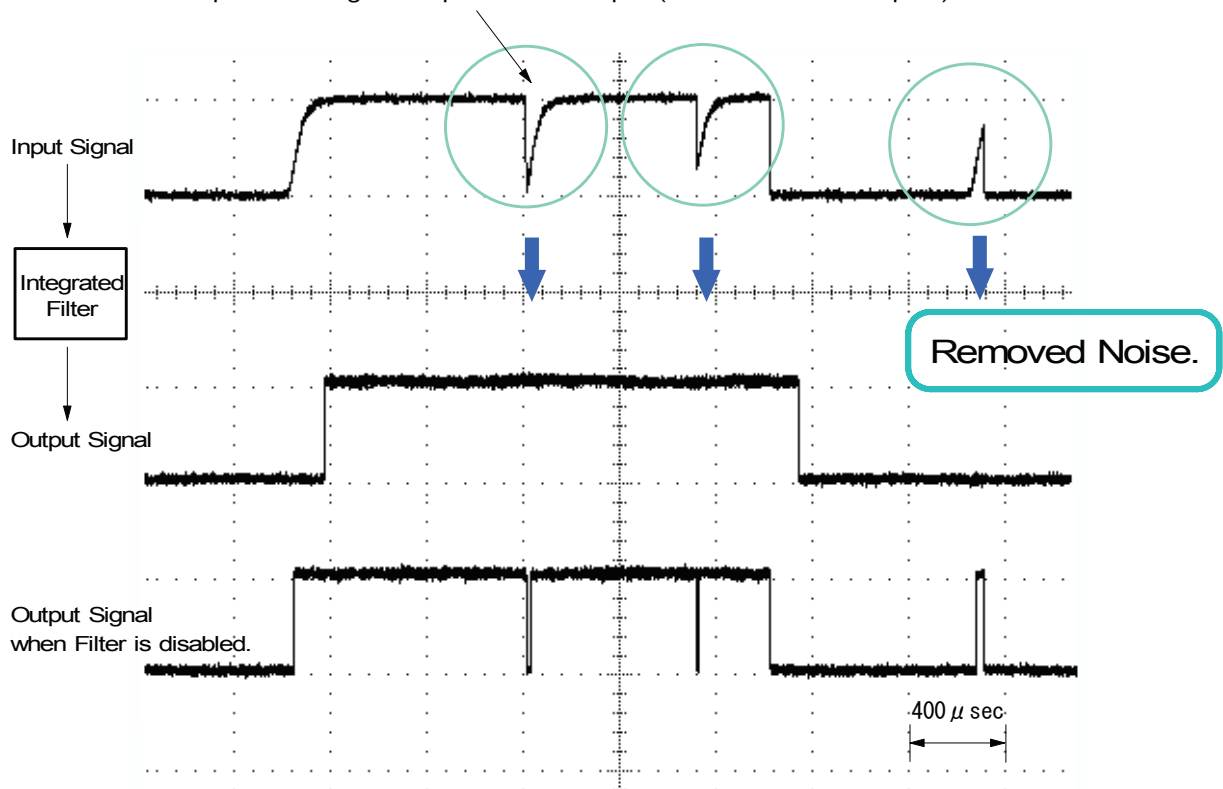 Input Signal
Integrated
Filter
Removed Noise.
Output Signal
Output Signal
when Filter is disabled.
400 μ sec